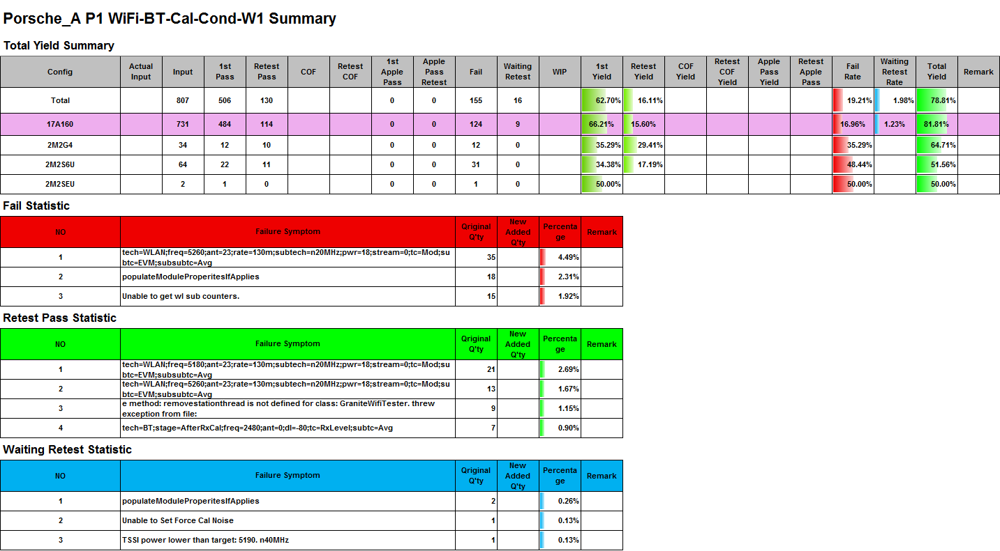 Porsche_A P1 WiFi-BT-Cal-Cond-W1 Summary
Total Yield Summary
Config Actual Input Input 1st Pass Retest Pass COF Retest COF 1st Apple Pass Apple Pass Retest Fail Waiting Retest WIP 1st Yield Retest Yield COF Yield Retest COF Yield Apple Pass Yield Retest Apple Pass Fail Rate Waiting Retest Rate Total Yield Remark
Total 807 506 130 0 0 155 16 62.70% 16.11% 19.21% 1.98% 78.81%
17A160 731 484 114 0 0 124 9 66.21% 15.60% 16.96% 1.23% 81.81%
2M2G4 34 12 10 0 0 12 0 35.29% 29.41% 35.29% 64.71%
2M2S6U 64 22 11 0 0 31 0 34.38% 17.19% 48.44% 51.56%
2M2SEU 2 1 0 0 0 1 0 50.00% 50.00% 50.00%
Fail Statistic
NO Failure Symptom Qriginal Q'ty New Added Q'ty Percenta ge Remark
1 tech=WLAN;freq=5260;ant=23;rate=130m;subtech=n20MHz;pwr=18;stream=0;tc=Mod;su
btc=EVM;subsubtc=Avg 35 4.49%
2 populateModuleProperitesIfApplies 18 2.31%
3 Unable to get wl sub counters. 15 1.92%
Retest Pass Statistic
NO Failure Symptom Qriginal Q'ty New Added Q'ty Percenta ge Remark
1 tech=WLAN;freq=5180;ant=23;rate=130m;subtech=n20MHz;pwr=18;stream=0;tc=Mod;su
btc=EVM;subsubtc=Avg 21 2.69%
2 tech=WLAN;freq=5260;ant=23;rate=130m;subtech=n20MHz;pwr=18;stream=0;tc=Mod;su
btc=EVM;subsubtc=Avg 13 1.67%
3 e method: removestationthread is not defined for class: GraniteWifiTester. threw
exception from file: 9 1.15%
4 tech=BT;stage=AfterRxCal;freq=2480;ant=0;dl=-80;tc=RxLevel;subtc=Avg 7 0.90%
Waiting Retest Statistic
NO Failure Symptom Qriginal Q'ty New Added Q'ty Percenta ge Remark
1 populateModuleProperitesIfApplies 2 0.26%
2 Unable to Set Force Cal Noise 1 0.13%
3 TSSI power lower than target: 5190. n40MHz 1 0.13%